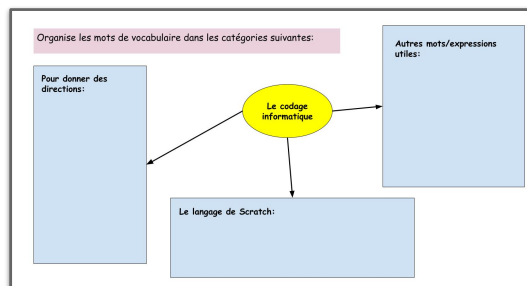 Organise les mots de vocabulaire dans les catégories suivantes:
Autres mots/expressions
utiles:
Pour donner des
directions:
Le codage
informatique
Le langage de Scratch: